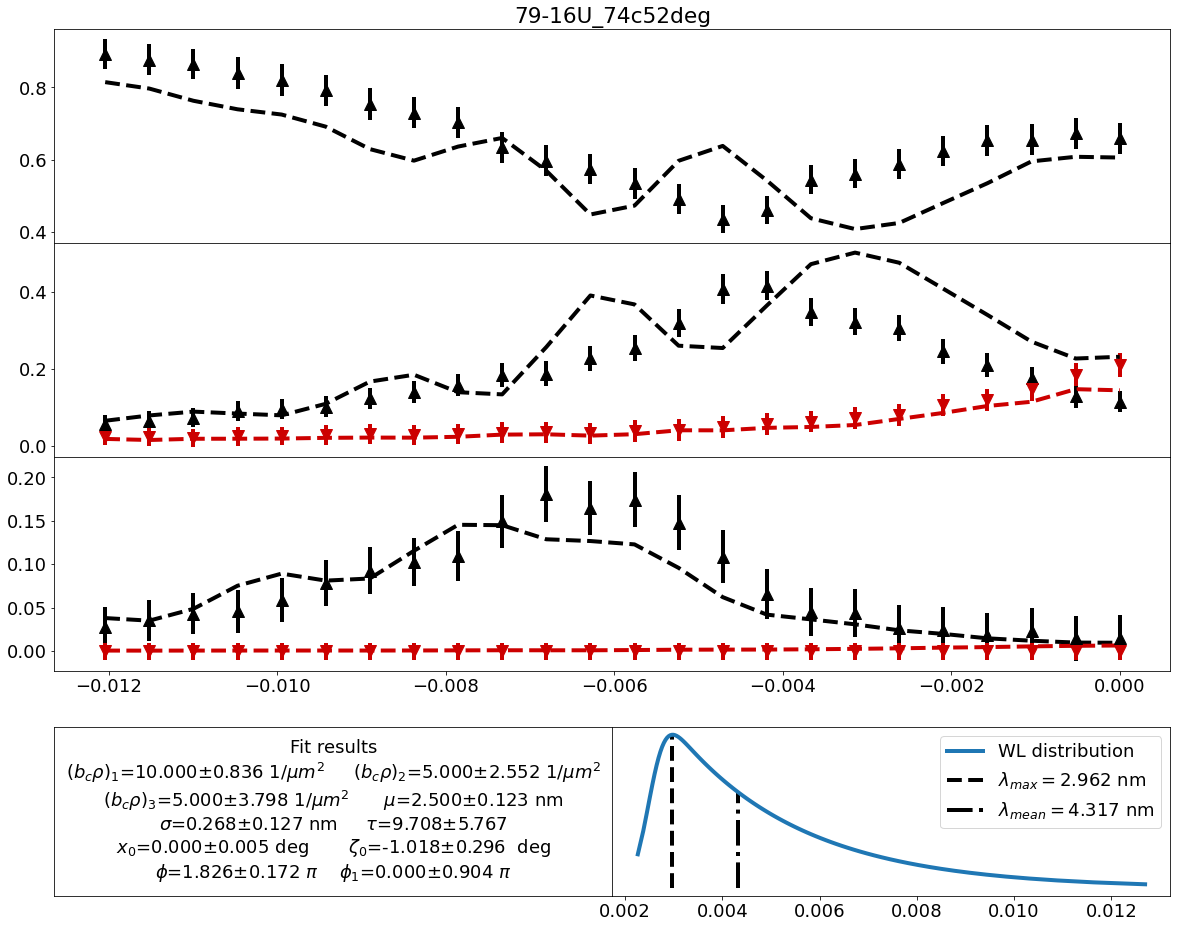 79-16U_74c52deg
0.8
0.6
0.4
0.4
0.2
0.0
0.20
0.15
0.10
0.05
0.00
−0.012 −0.010 −0.008 −0.006 −0.004 −0.002 0.000
Fit results
(b_cρ)_1=10.000±0.836 1/μm^2 (b_cρ)_2=5.000±2.552 1/μm^2
(b_cρ)_3=5.000±3.798 1/μm^2 μ=2.500±0.123 nm
σ=0.268±0.127 nm τ=9.708±5.767
x_0=0.000±0.005 deg ζ_0=-1.018±0.296 deg
ϕ=1.826±0.172 π ϕ_1=0.000±0.904 π
WL distribution
λ_max = 2.962 nm
λ_mean = 4.317 nm
0.002 0.004 0.006 0.008 0.010 0.012